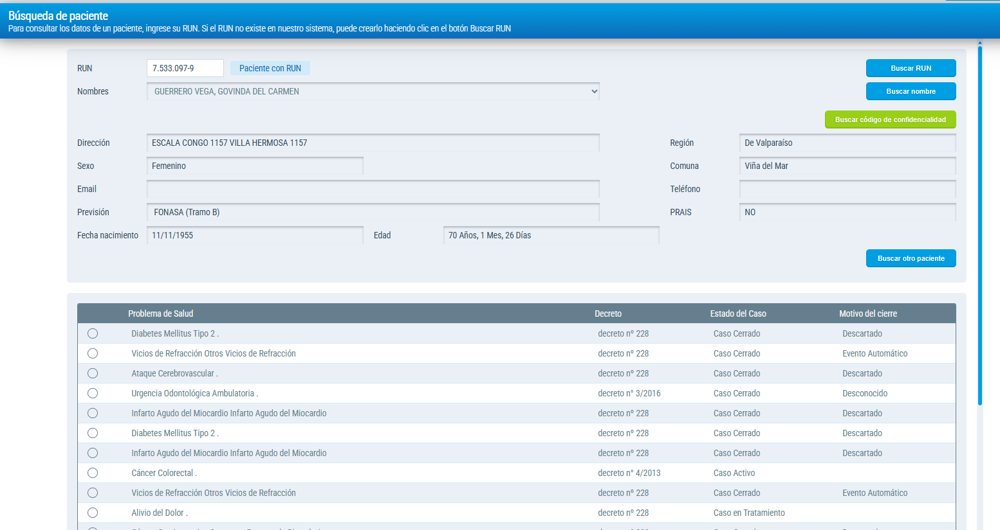 Búsqueda de paciente
Para consultar los datos de un paciente, ingrese su RUN. Si el RUN no existe en nuestro sistema, puede crearlo haciendo clic en el botón Buscar RUN
RUN 7.533.097-9 Paciente con RUN Buscar RUN
Nombres GUERRERO VEGA, GOVINDA DEL CARMEN Buscar nombre
Buscar código de confidencialidad
Dirección ESCALA CONGO 1157 VILLA HERMOSA 1157 Región De Valparaíso
Sexo Femenino Comuna Viña del Mar
Email Teléfono
Previsión FONASA (Tramo B) PRAIS NO
Fecha nacimiento 11/11/1955 Edad 70 Años, 1 Mes, 26 Días
Buscar otro paciente
Problema de Salud Decreto Estado del Caso Motivo del cierre
Diabetes Mellitus Tipo 2 . decreto nº 228 Caso Cerrado Descartado
Vicios de Refracción Otros Vicios de Refracción decreto nº 228 Caso Cerrado Evento Automático
Ataque Cerebrovascular . decreto nº 228 Caso Cerrado Descartado
Urgencia Odontológica Ambulatoria . decreto n° 3/2016 Caso Cerrado Desconocido
Infarto Agudo del Miocardio Infarto Agudo del Miocardio decreto nº 228 Caso Cerrado Descartado
Diabetes Mellitus Tipo 2 . decreto nº 228 Caso Cerrado Descartado
Infarto Agudo del Miocardio Infarto Agudo del Miocardio decreto nº 228 Caso Cerrado Descartado
Cáncer Colorectal . decreto n° 4/2013 Caso Activo
Vicios de Refracción Otros Vicios de Refracción decreto nº 228 Caso Cerrado Evento Automático
Alivio del Dolor . decreto nº 228 Caso en Tratamiento